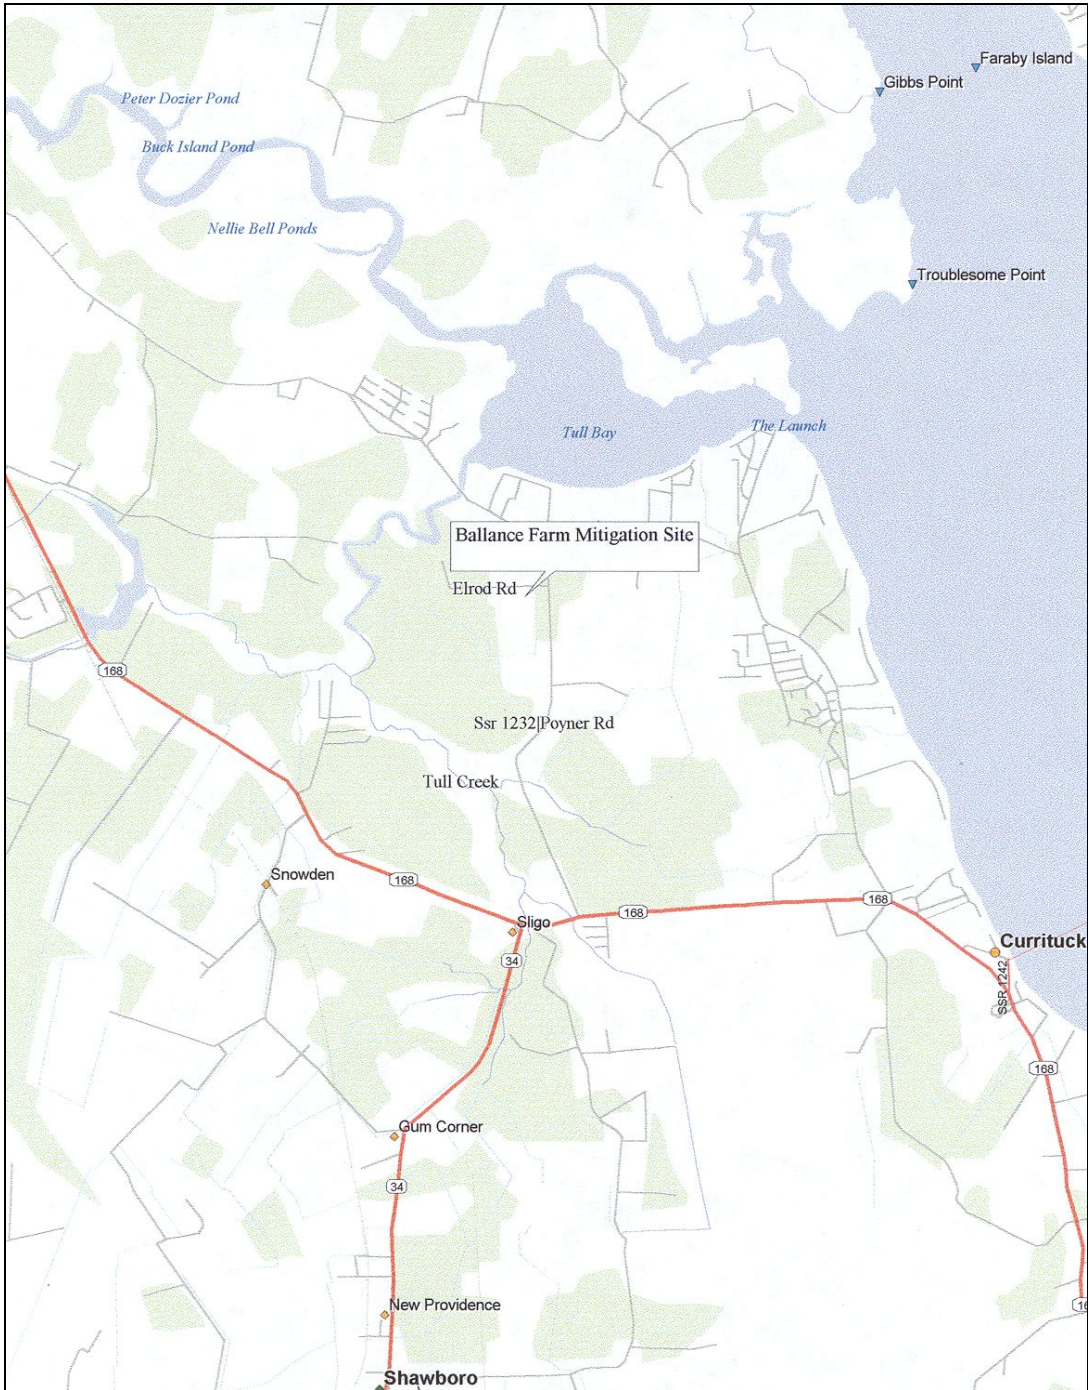 Faraby Island
Gibbs Point
Peter Dozier Pond
Buck Island Pond
Nellie Bell Ponds
Troublesome Point
Tull Bay
The Launch
Ballance Farm Mitigation Site
Elrod Rd
168
Ssr 1232|Poyner Rd
Tull Creek
Snowden
168
168
168
Sligo
34
Currituck
SSR 1242
168
Gum Corner
34
New Providence
16
Shawboro